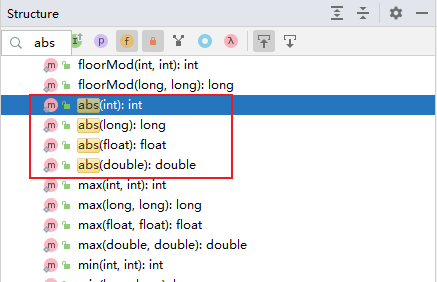 Structure
abs
floorMod(int, int): int
floorMod(long, long): long
abs(int): int
abs(long): long
abs(float): float
abs(double): double
max(int, int): int
max(long, long): long
max(float, float): float
max(double, double): double
min(int, int): int